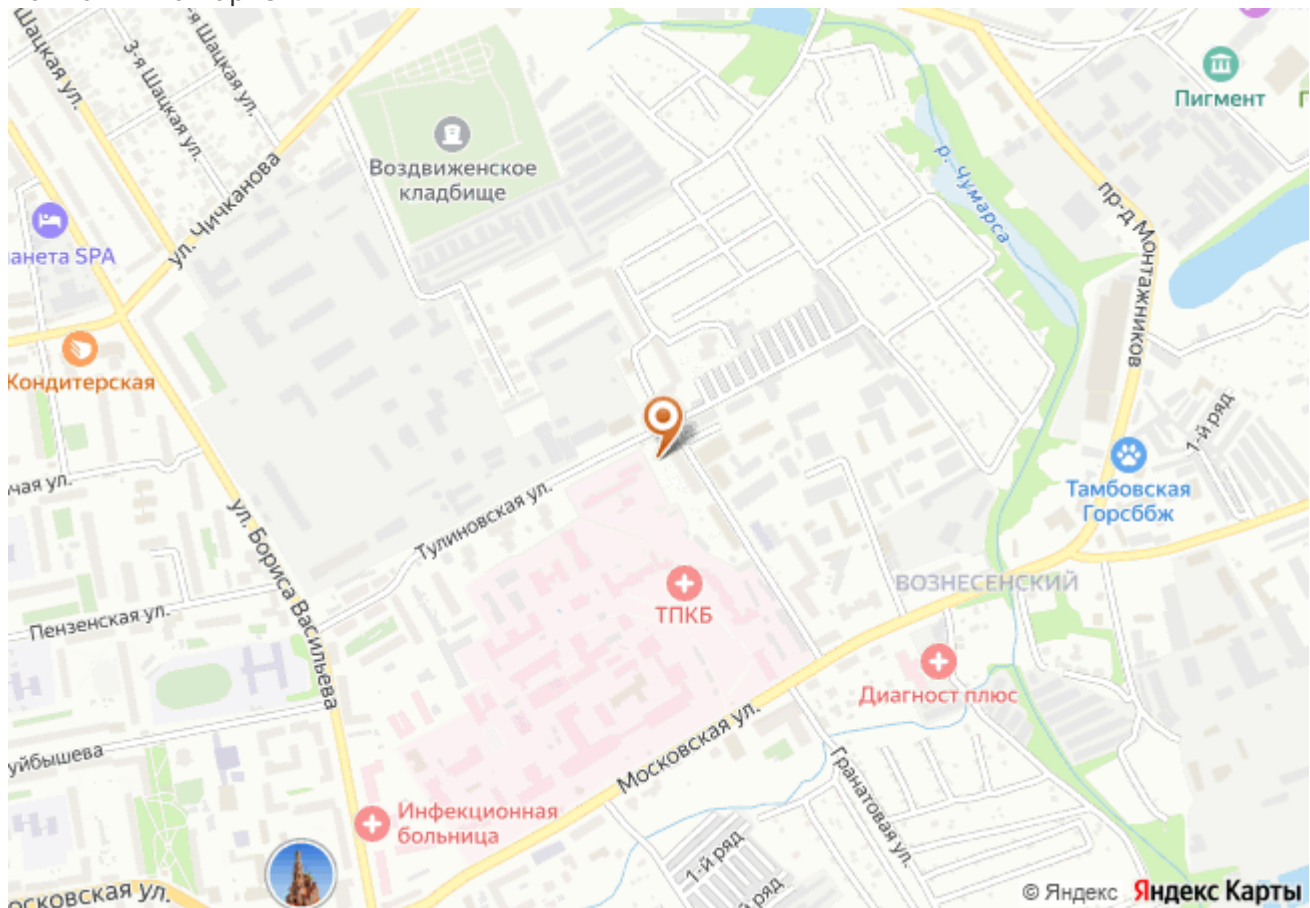 Шацкая ул.
3-я Шацкая ул.
-я Шацкая ул.
ул. Чичканова
Воздвиженское
кладбище
р. Чумарса
пр-д Монтажников
Пигмент
анета SPA
Кондитерская
1-й ряд
Тамбовская
Горсббж
чая ул.
Тулиновская ул.
ул. Бориса Васильева
Пензенская ул.
ТПКБ
ВОЗНЕСЕНСКИЙ
Диагност плюс
Московская ул.
уйбышева
Гранатовая ул.
Инфекционная
больница
1-й ряд
й ряд
осковская ул.
© Яндекс Яндекс Карты